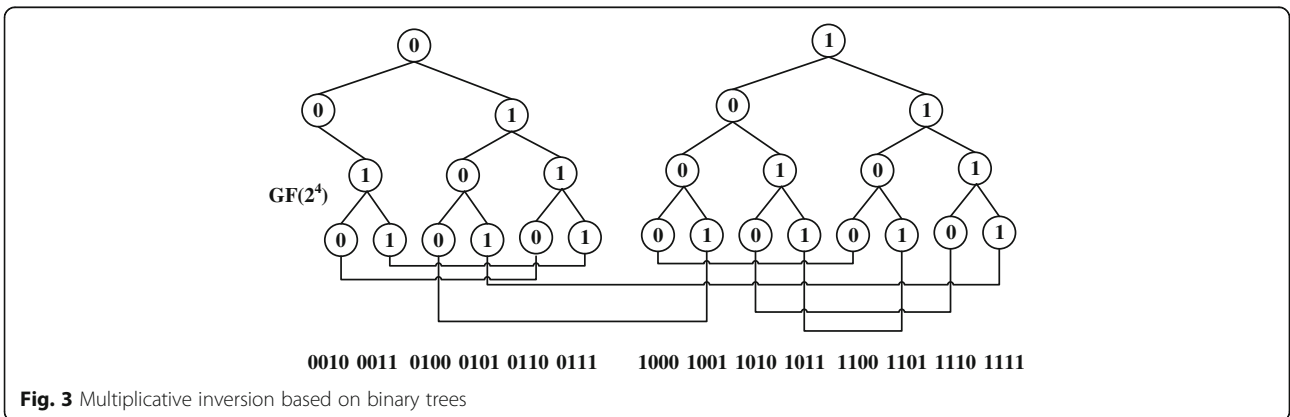 0 1
0 1 0 1
1 0 1 0 1 0 1
GF(2⁴)
0 1 0 1 0 1 0 1 0 1 0 1 0 1
0010 0011 0100 0101 0110 0111 1000 1001 1010 1011 1100 1101 1110 1111
Fig. 3 Multiplicative inversion based on binary trees